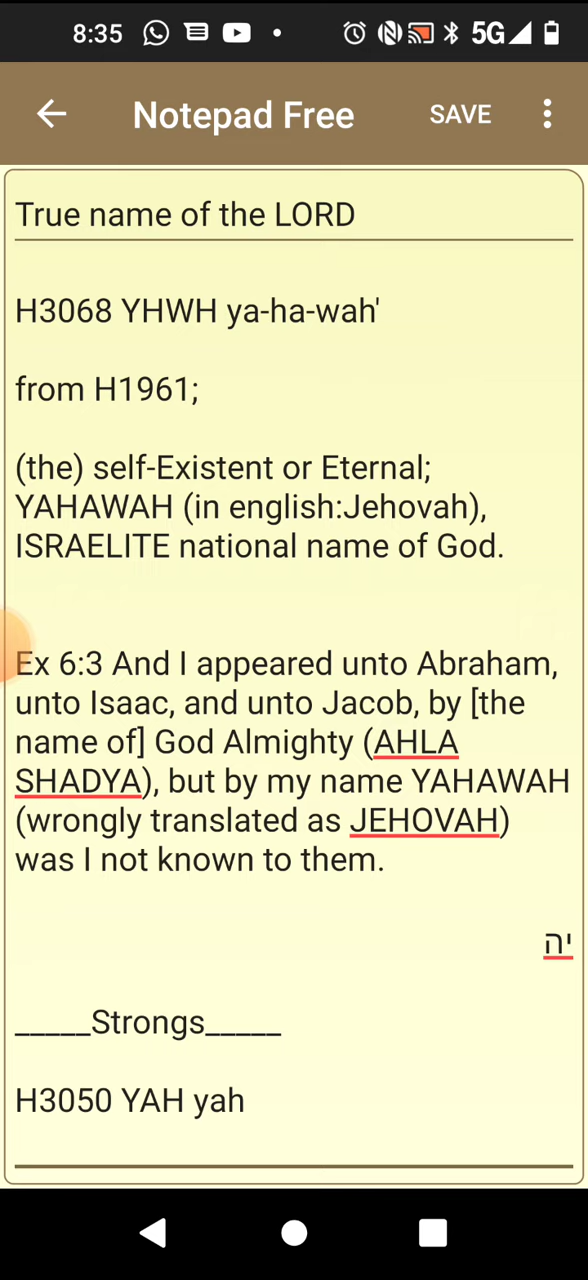 8:35 5G
Notepad Free SAVE
True name of the LORD
H3068 YHWH ya-ha-wah'
from H1961;
(the) self-Existent or Eternal;
YAHAWAH (in english:Jehovah),
ISRAELITE national name of God.
Ex 6:3 And I appeared unto Abraham,
unto Isaac, and unto Jacob, by [the
name of] God Almighty (AHLA
SHADYA), but by my name YAHAWAH
(wrongly translated as JEHOVAH)
was I not known to them.
יה
_____Strongs_____
H3050 YAH yah